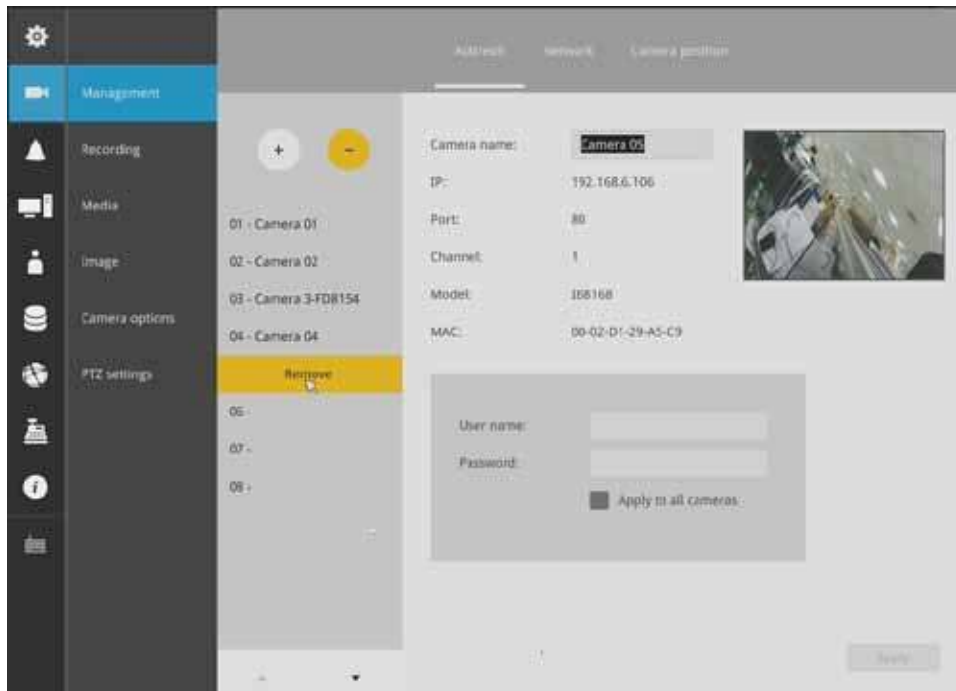 Address Network Camera position
Management
Recording
Media
Image
Camera options
PTZ settings
+ -
01 - Camera 01
02 - Camera 02
03 - Camera 3-FD8154
04 - Camera 04
Remove
06 -
07 -
08 -
Camera name: Camera 05
IP: 192.168.6.106
Port: 80
Channel: 1
Model: IB8168
MAC: 00-02-D1-29-A5-C9
User name:
Password:
Apply to all cameras
Apply